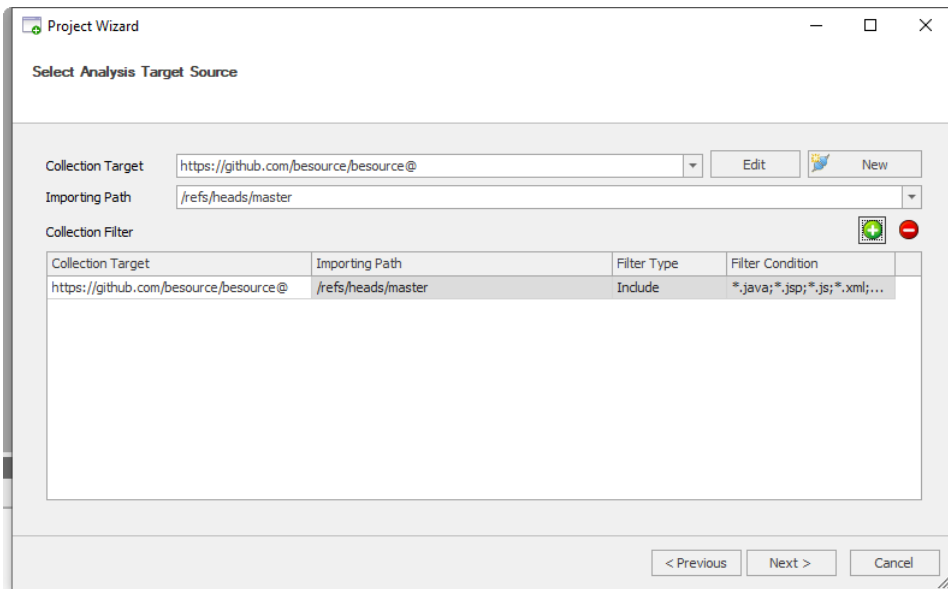 Project Wizard
Select Analysis Target Source
Collection Target https://github.com/besource/besource@ Edit New
Importing Path /refs/heads/master
Collection Filter
Collection Target Importing Path Filter Type Filter Condition
https://github.com/besource/besource@ /refs/heads/master Include *.java;*.jsp;*.js;*.xml;...
< Previous Next > Cancel